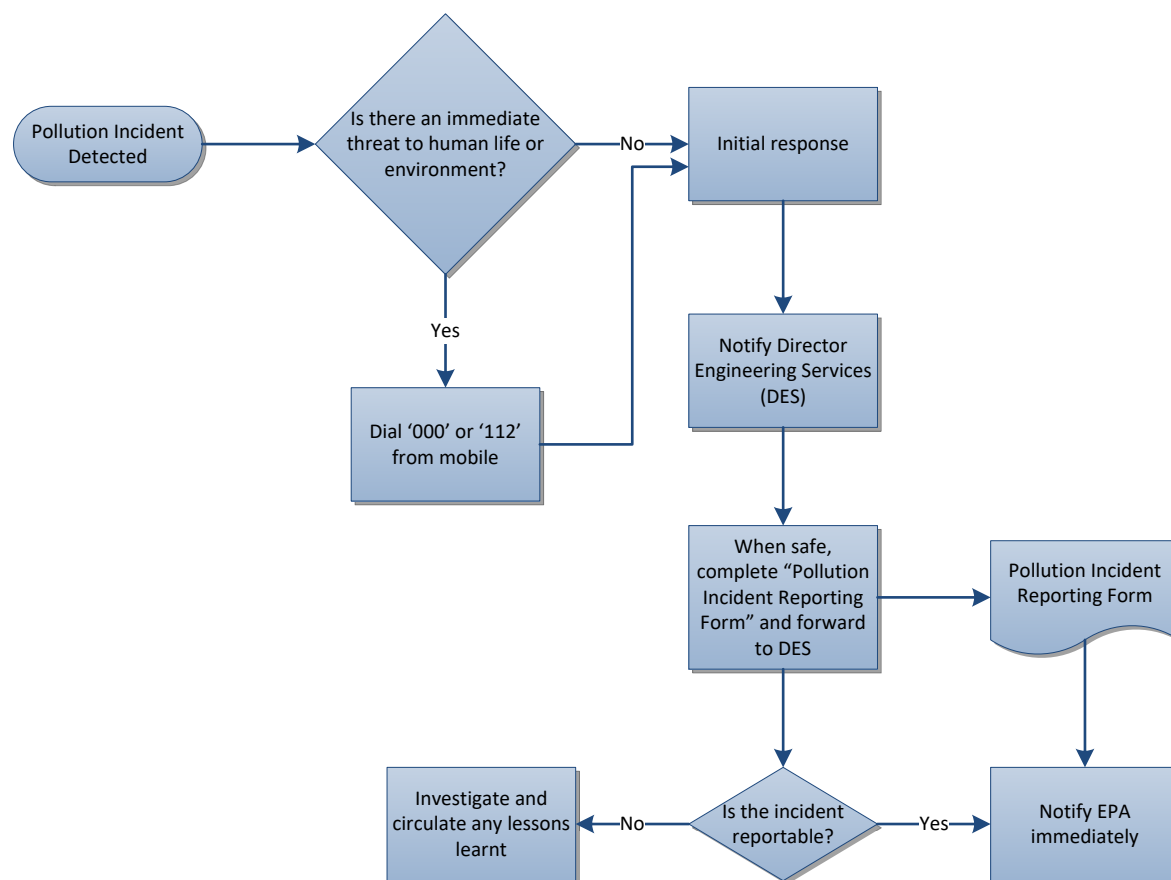 Pollution Incident
Detected
Is there an immediate
threat to human life or
environment?
No
Initial response
Yes
Dial ‘000’ or ‘112’
from mobile
Notify Director
Engineering Services
(DES)
When safe,
complete “Pollution
Incident Reporting
Form” and forward
to DES
Pollution Incident
Reporting Form
Is the incident
reportable?
No
Investigate and
circulate any lessons
learnt
Yes
Notify EPA
immediately